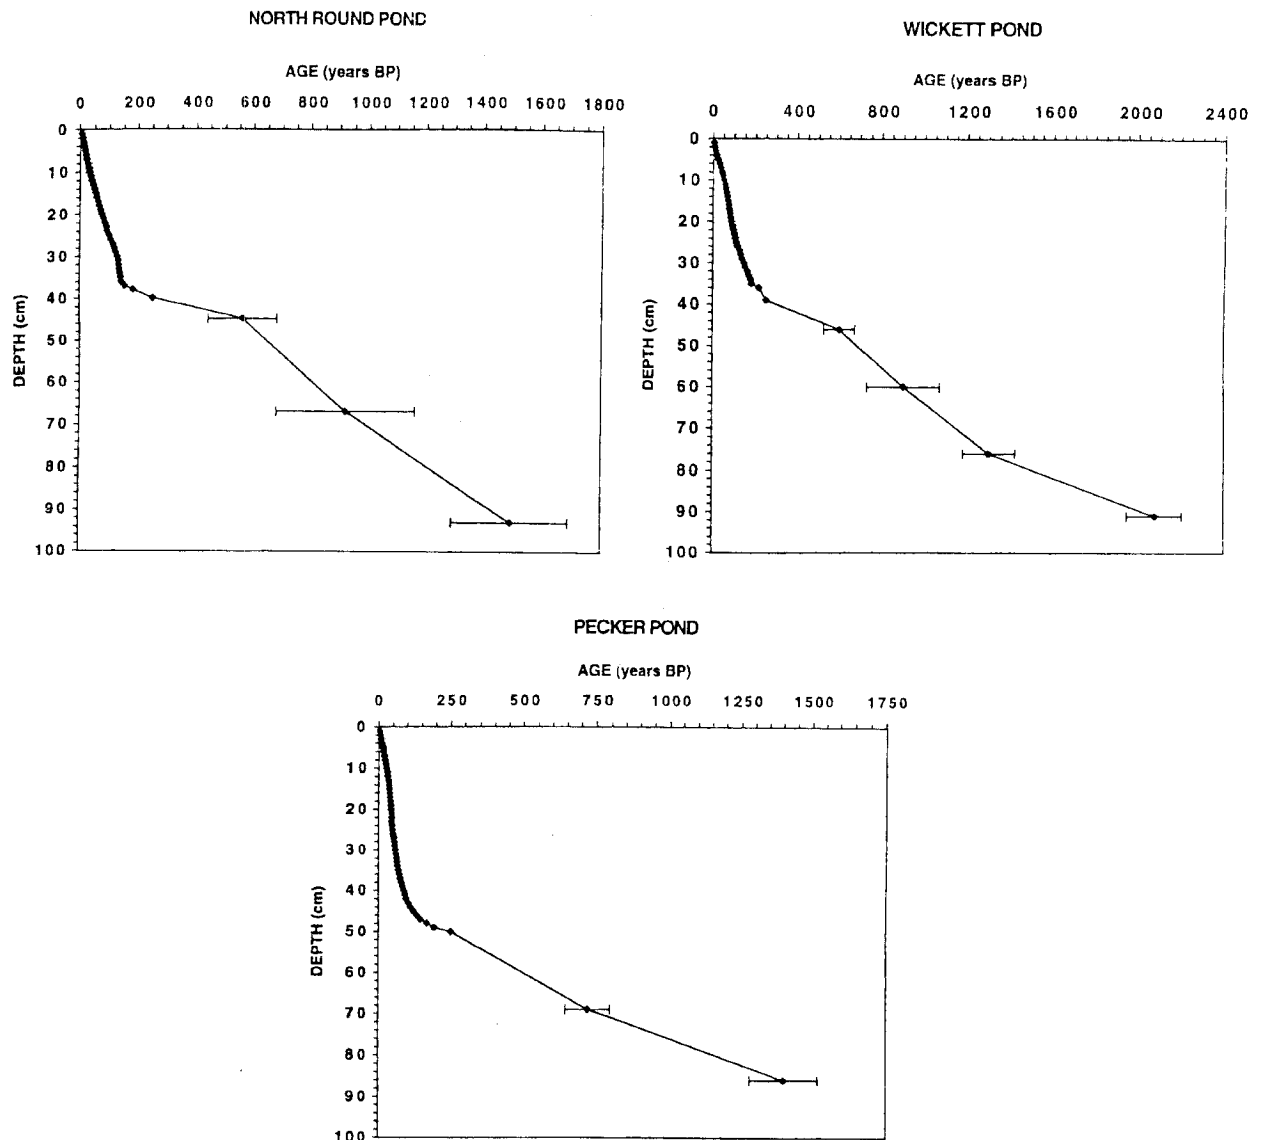 NORTH ROUND POND
AGE (years BP)
0 200 400 600 800 1000 1200 1400 1600 1800
0
10
20
30
40
50
60
70
80
90
100
DEPTH (cm)
WICKETT POND
AGE (years BP)
0 400 800 1200 1600 2000 2400
0
10
20
30
40
50
60
70
80
90
100
DEPTH (cm)
PECKER POND
AGE (years BP)
0 250 500 750 1000 1250 1500 1750
0
10
20
30
40
50
60
70
80
90
100
DEPTH (cm)